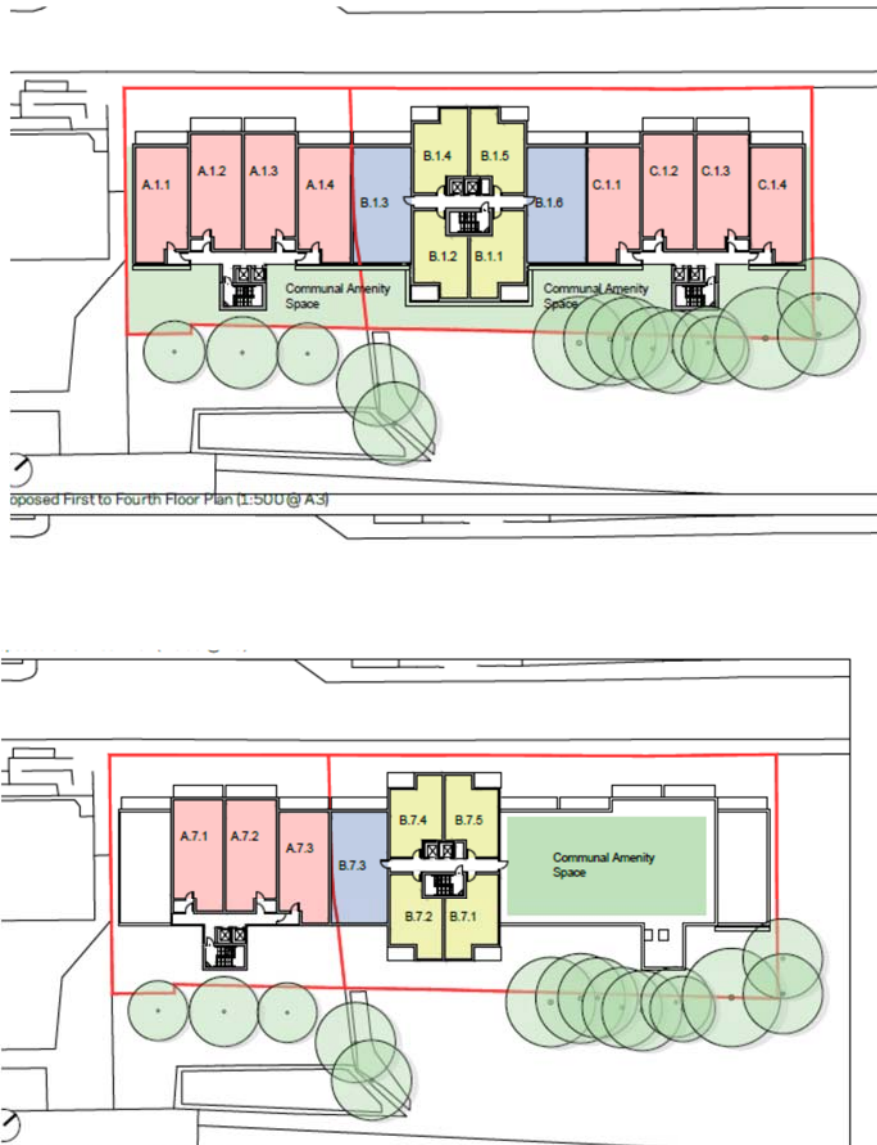 A.1.1
A.1.2
A.1.3
A.1.4
B.1.3
B.1.4
B.1.5
B.1.6
C.1.1
C.1.2
C.1.3
C.1.4
B.1.2
B.1.1
Communal Amenity
Space
Communal Amenity
Space
oposed First to Fourth Floor Plan (1:500 @ A3)
A.7.1
A.7.2
A.7.3
B.7.3
B.7.4
B.7.5
B.7.2
B.7.1
Communal Amenity
Space